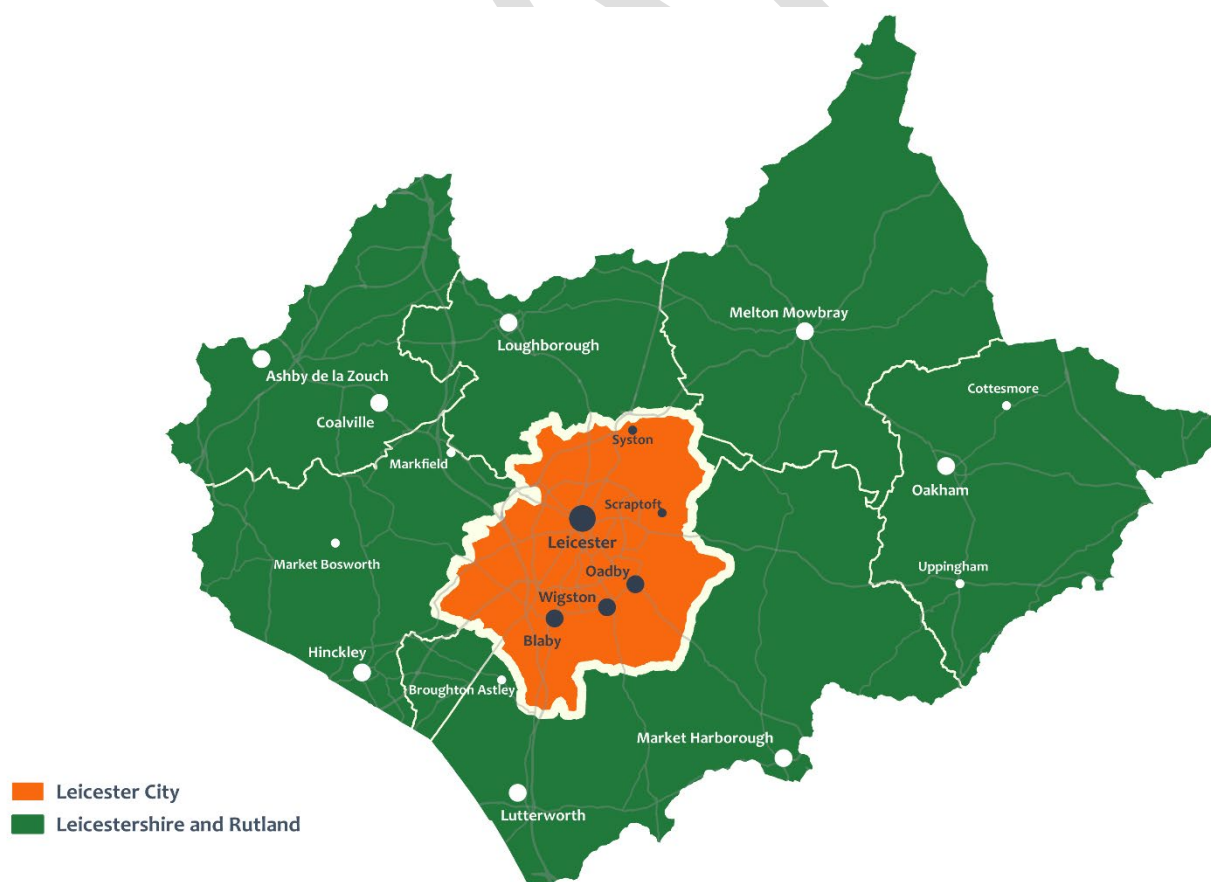 Melton Mowbray
Loughborough
Ashby de la Zouch
Cottesmore
Coalville
Syston
Markfield
Oakham
Scraptoft
Leicester
Market Bosworth
Oadby
Uppingham
Wigston
Blaby
Hinckley
Broughton Astley
Market Harborough
Leicester City
Lutterworth
Leicestershire and Rutland